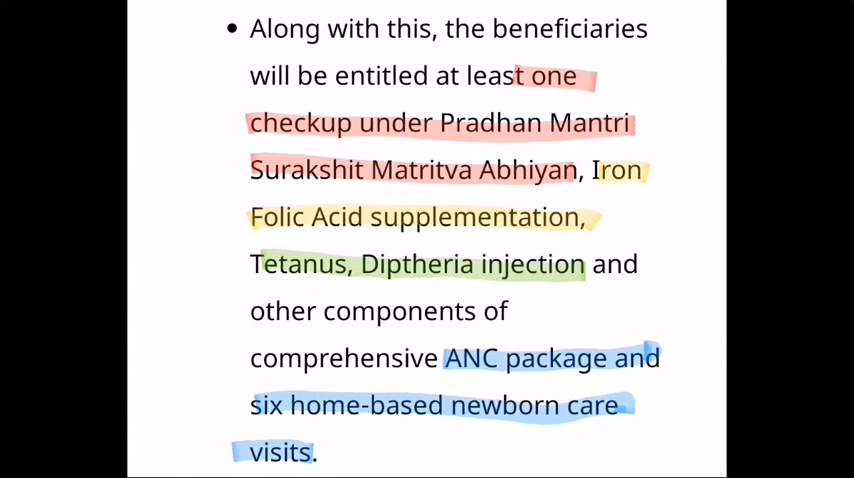 • Along with this, the beneficiaries
will be entitled at least one
checkup under Pradhan Mantri
Surakshit Matritva Abhiyan, Iron
Folic Acid supplementation,
Tetanus, Diptheria injection and
other components of
comprehensive ANC package and
six home-based newborn care
visits.